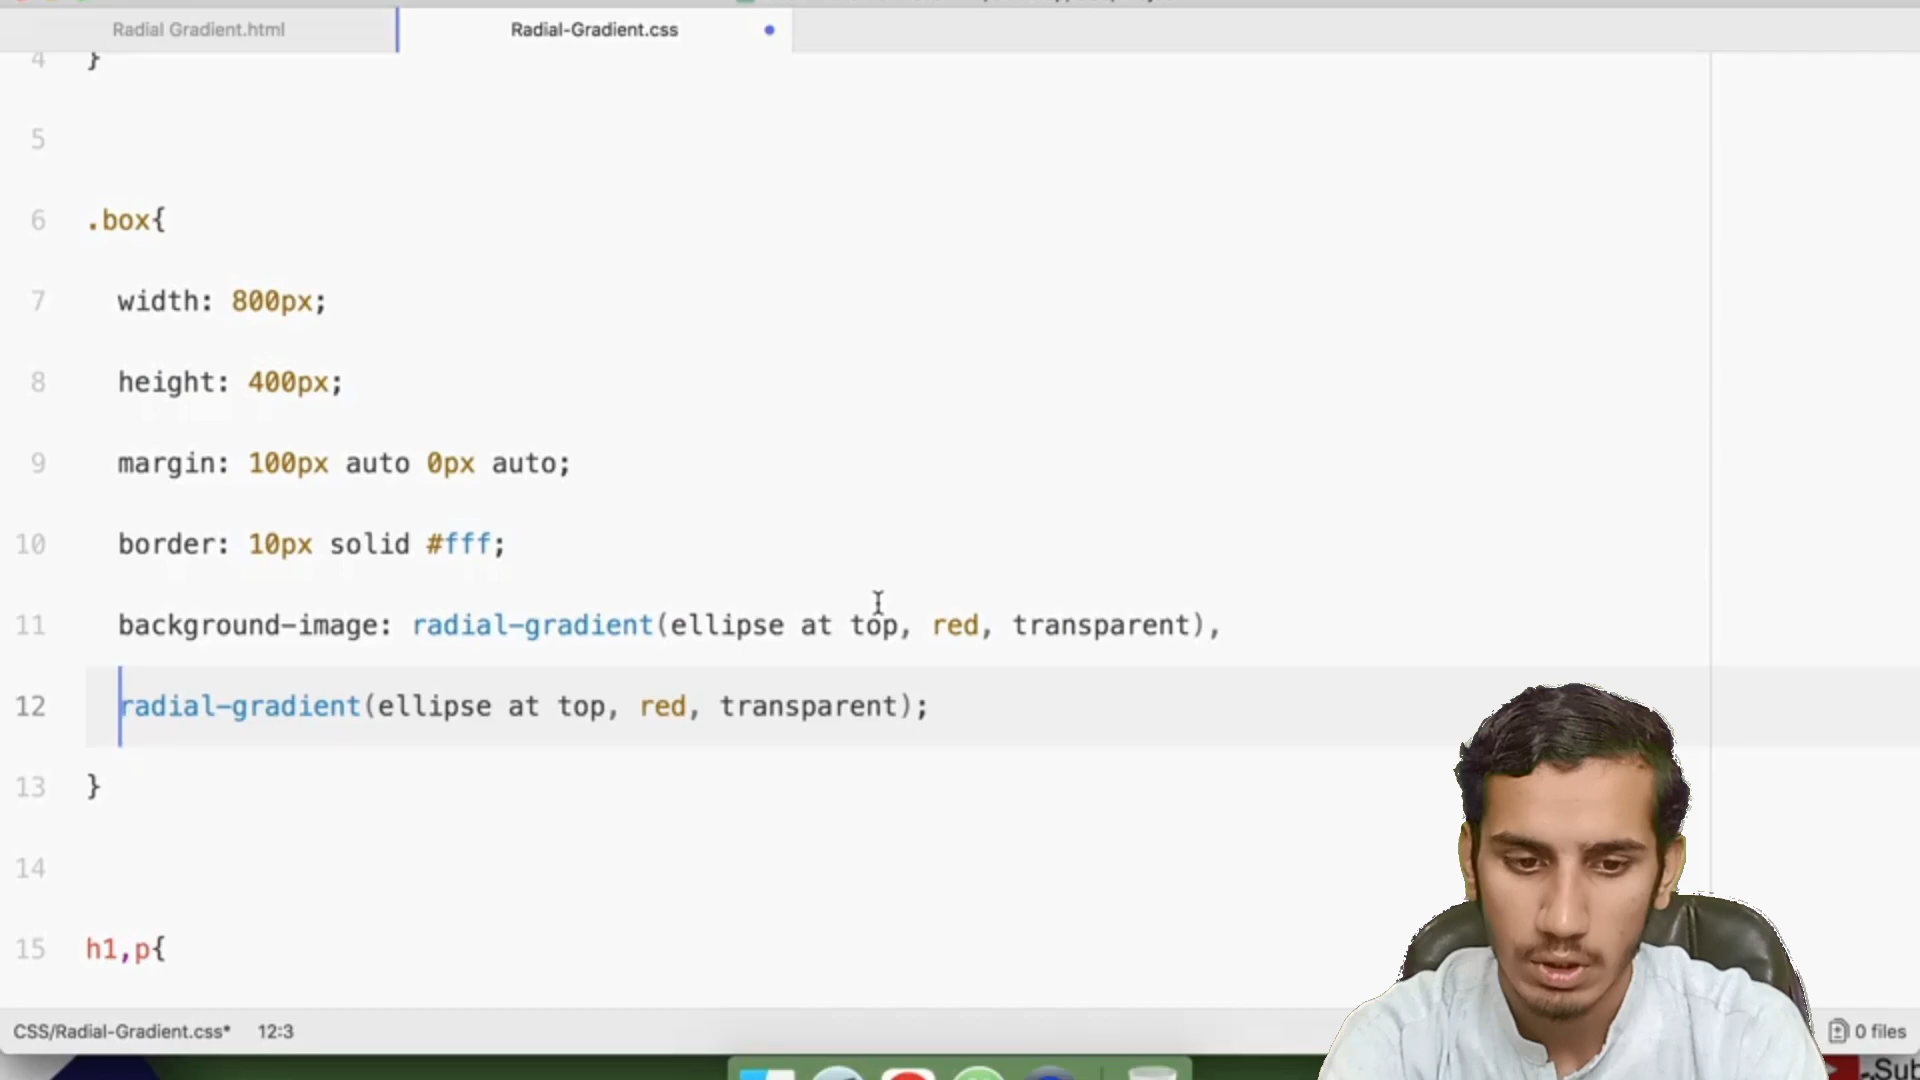 Radial Gradient.html
Radial-Gradient.css
4 }
5
6 .box{
7 width: 800px;
8 height: 400px;
9 margin: 100px auto 0px auto;
10 border: 10px solid #fff;
11 background-image: radial-gradient(ellipse at top, red, transparent),
12 radial-gradient(ellipse at top, red, transparent);
13 }
14
15 h1,p{
CSS/Radial-Gradient.css* 12:3
0 files
Sub